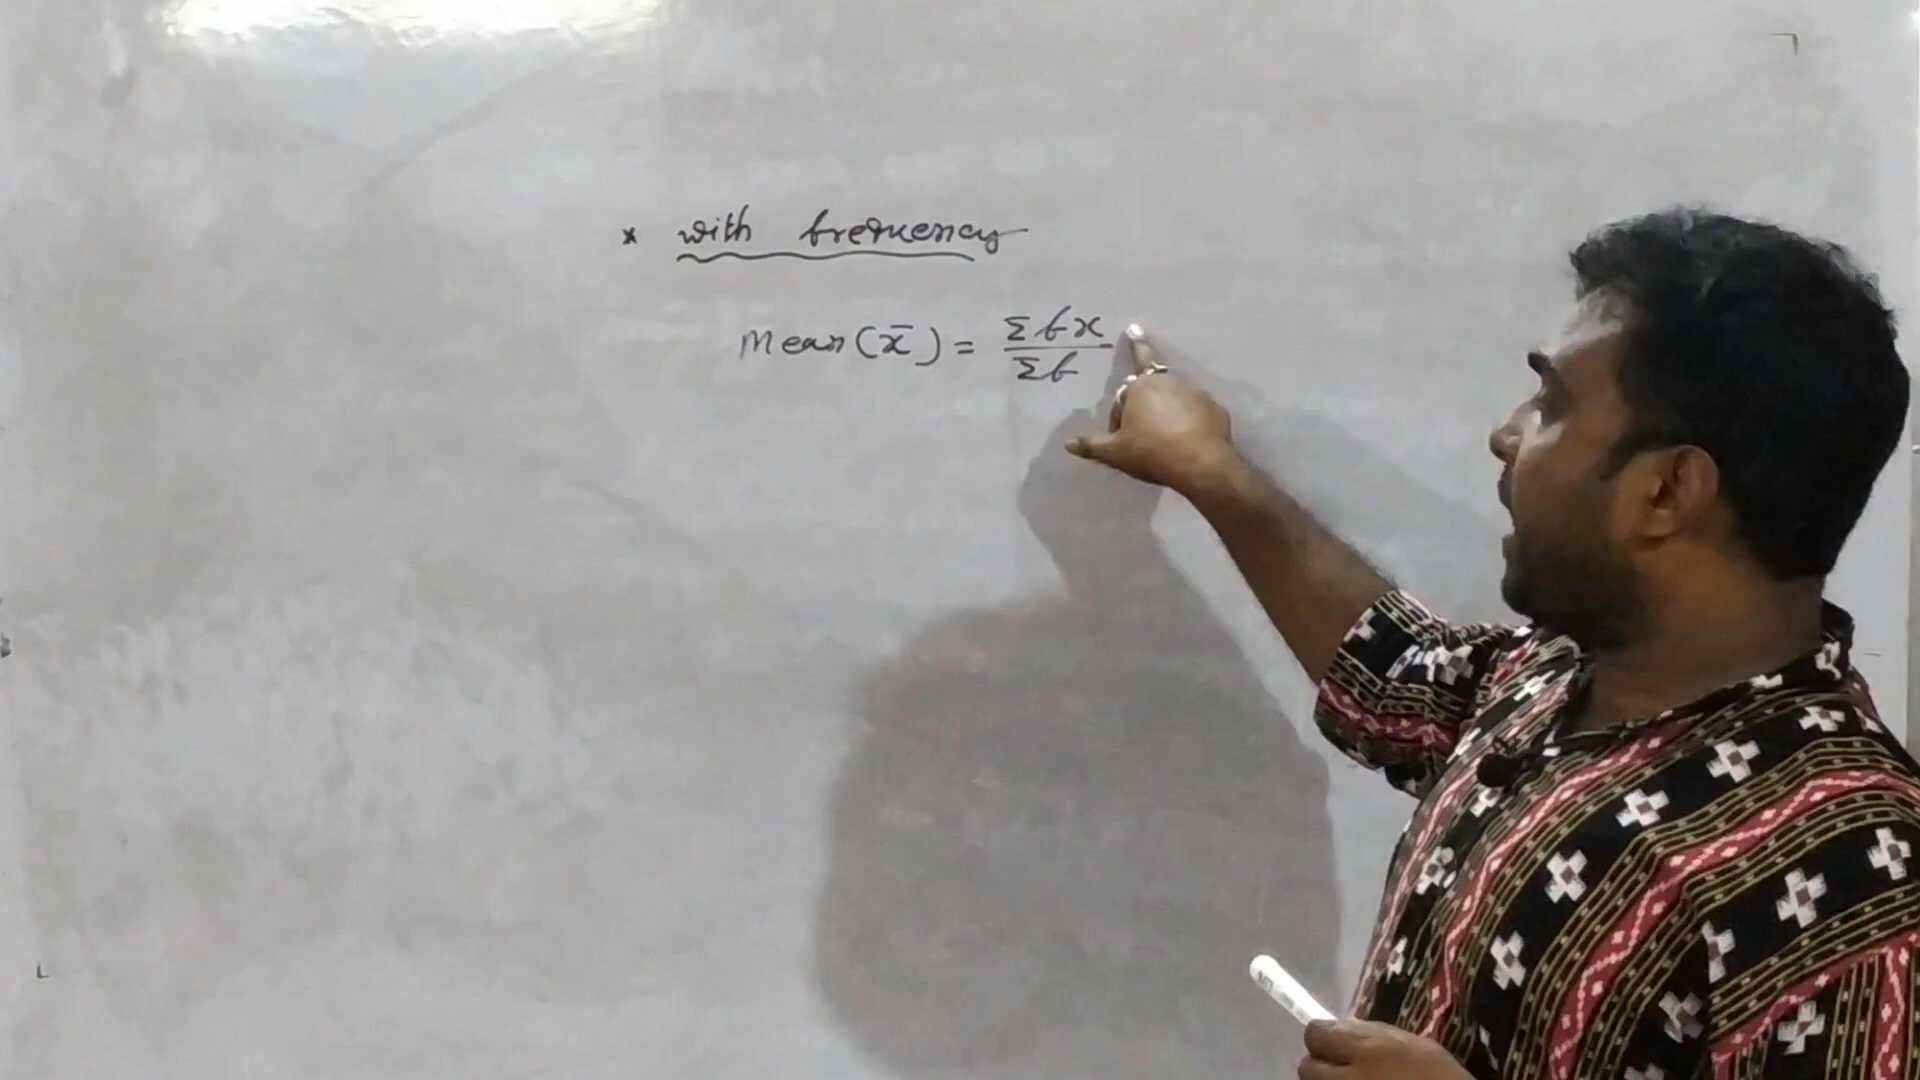 * with frequency
Mean (x̄) = Σfx / Σf